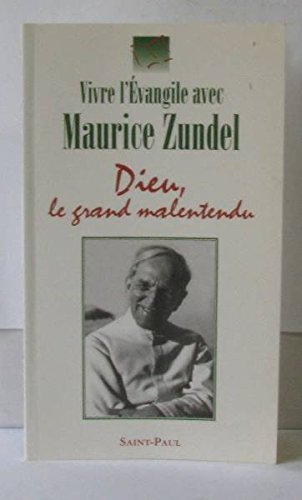 Vivre l'Évangile avec
Maurice Zundel
Dieu,
le grand malentendu
SAINT-PAUL